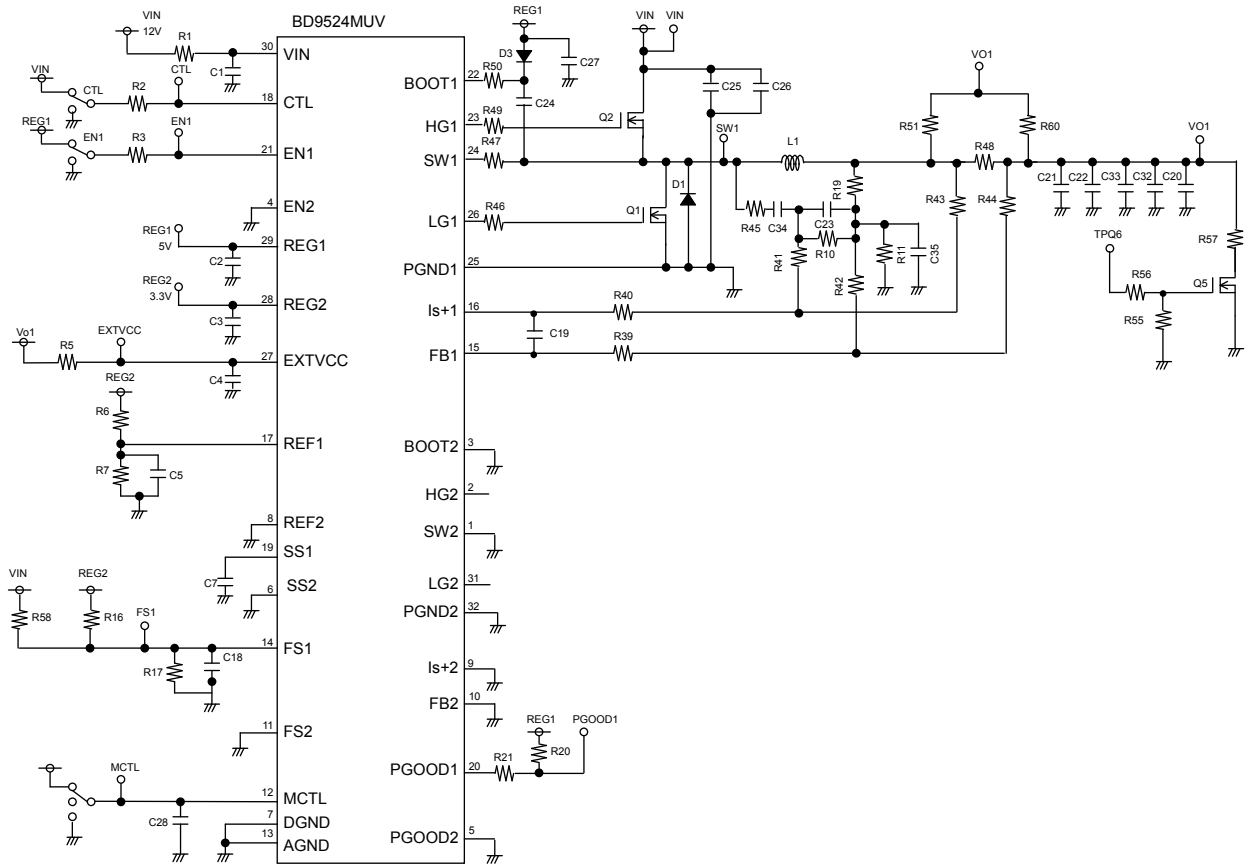 BD9524MUV
VIN
12V
R1
30
VIN
C1
VIN
CTL
R2
CTL
18
CTL
REG1
EN1
R3
EN1
21
EN1
4
EN2
REG1
5V
29
REG1
C2
REG2
3.3V
28
REG2
C3
Vo1
R5
EXTVCC
27
EXTVCC
C4
REG2
R6
17
REF1
R7
C5
8
REF2
19
SS1
C7
6
SS2
VIN
REG2
R58
R16
FS1
14
FS1
R17
C18
11
FS2
MCTL
12
MCTL
C28
7
DGND
13
AGND
REG1
D3
C27
BOOT1
22
R50
C24
HG1
23
R49
Q2
SW1
24
R47
VIN
VIN
C25
C26
SW1
L1
LG1
26
R46
Q1
D1
PGND1
25
R45
C34
C23
R10
R41
R19
R42
R11
C35
Is+1
16
R40
C19
FB1
15
R39
VO1
R51
R60
R48
R43
R44
VO1
C21
C22
C33
C32
C20
R57
TPQ6
R56
R55
Q5
BOOT2
3
HG2
2
SW2
1
LG2
31
PGND2
32
Is+2
9
FB2
10
REG1
PGOOD1
R20
PGOOD1
20
R21
PGOOD2
5